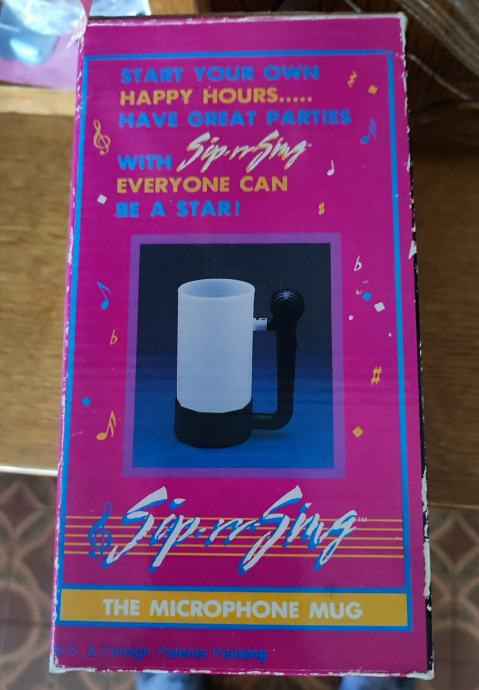 START YOUR OWN
HAPPY HOURS.....
HAVE GREAT PARTIES
WITH Sip-n-Sing™
EVERYONE CAN
BE A STAR!
Sip-n-Sing™
THE MICROPHONE MUG
U.S. & Foreign Patents Pending